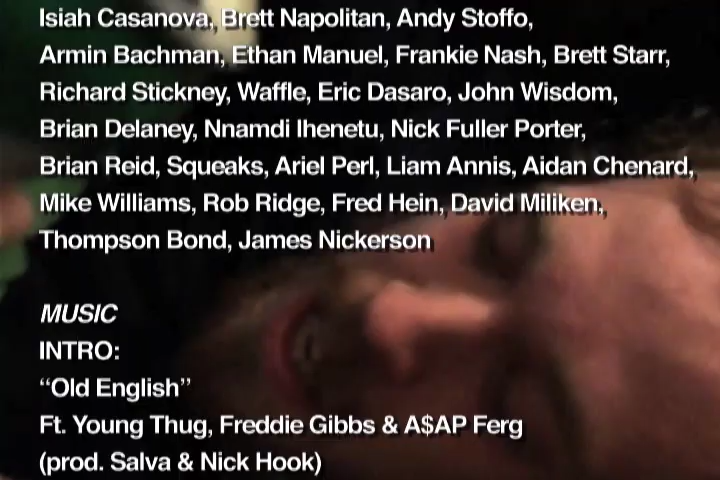 Isiah Casanova, Brett Napolitan, Andy Stoffo,
Armin Bachman, Ethan Manuel, Frankie Nash, Brett Starr,
Richard Stickney, Waffle, Eric Dasaro, John Wisdom,
Brian Delaney, Nnamdi Ihenetu, Nick Fuller Porter,
Brian Reid, Squeaks, Ariel Perl, Liam Annis, Aidan Chenard,
Mike Williams, Rob Ridge, Fred Hein, David Miliken,
Thompson Bond, James Nickerson
MUSIC
INTRO:
“Old English”
Ft. Young Thug, Freddie Gibbs & A$AP Ferg
(prod. Salva & Nick Hook)